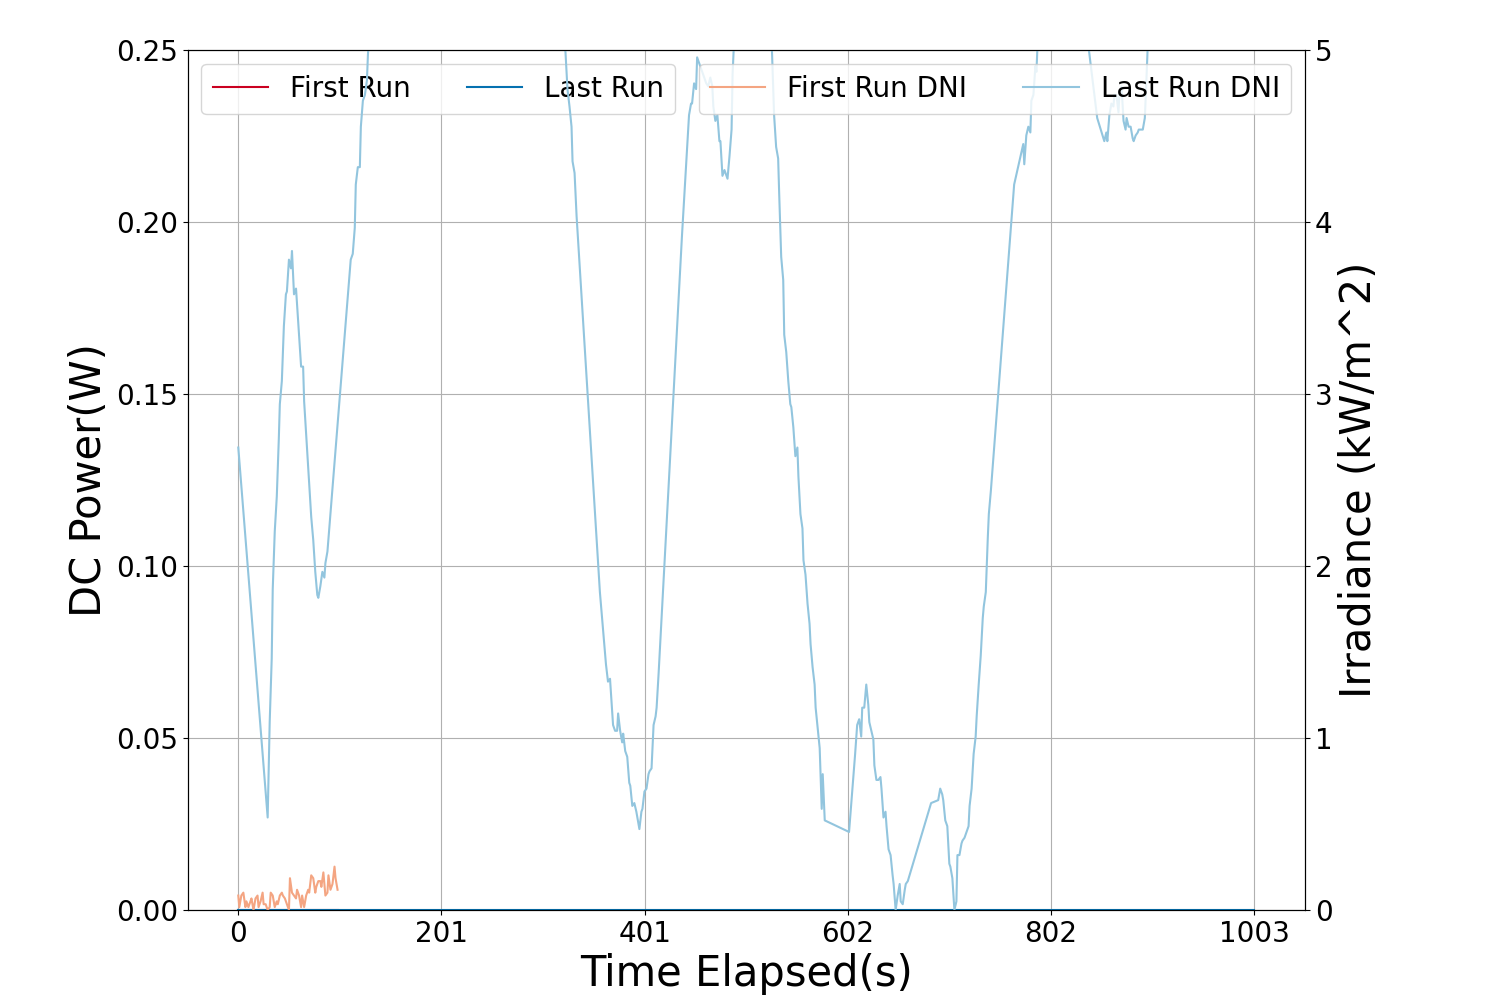 0.25
0.20
0.15
0.10
0.05
0.00
DC Power(W)
First Run
Last Run
First Run DNI
Last Run DNI
5
4
3
2
1
0
Irradiance (kW/m^2)
0
201
401
602
802
1003
Time Elapsed(s)